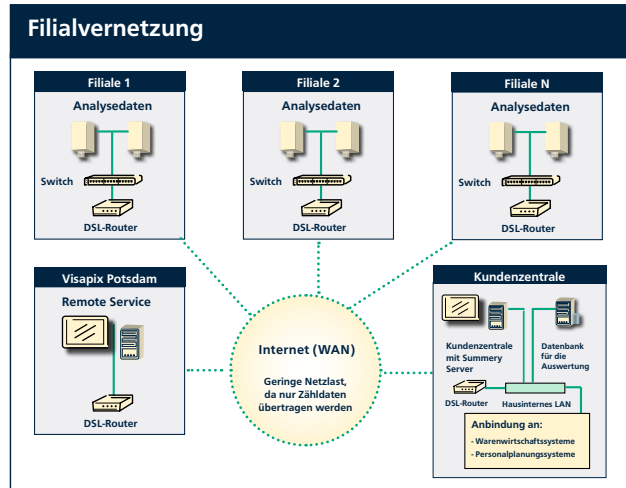 Filialvernetzung
Filiale 1
Analysedaten
Switch
DSL-Router
Filiale 2
Analysedaten
Switch
DSL-Router
Filiale N
Analysedaten
Switch
DSL-Router
Visapix Potsdam
Remote Service
DSL-Router
Internet (WAN)
Geringe Netzlast,
da nur Zähldaten
übertragen werden
Kundenzentrale
Kundenzentrale
mit Summery
Server
Datenbank
für die
Auswertung
DSL-Router
Hausinternes LAN
Anbindung an:
- Warenwirtschaftssysteme
- Personalplanungssysteme